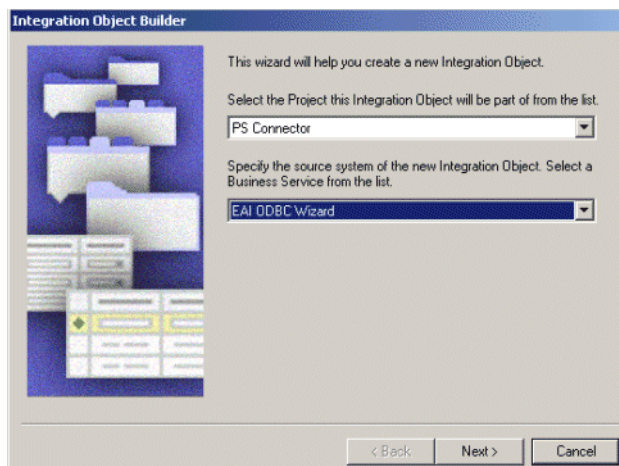 Integration Object Builder
This wizard will help you create a new Integration Object.
Select the Project this Integration Object will be part of from the list.
PS Connector
Specify the source system of the new Integration Object. Select a
Business Service from the list.
EAI ODBC Wizard
< Back
Next >
Cancel